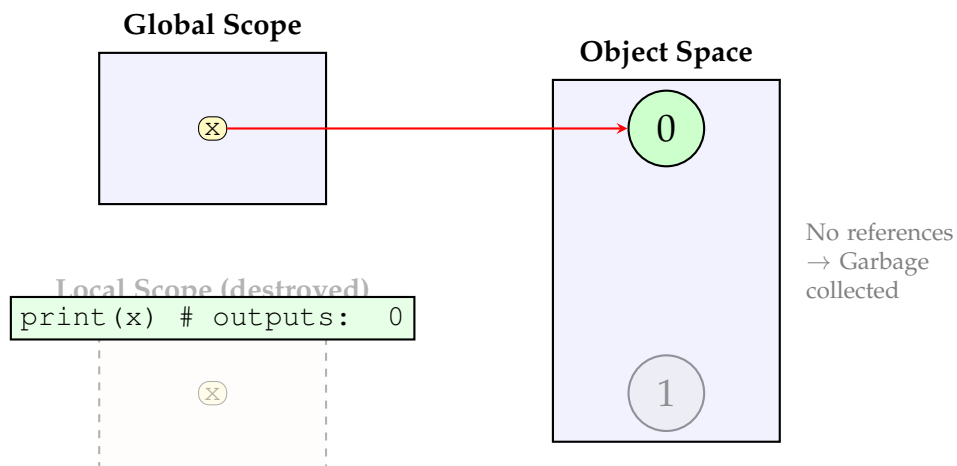 Global Scope
Object Space
x
0
No references
→ Garbage
collected
Local Scope (destroyed)
print(x) # outputs: 0
x
1